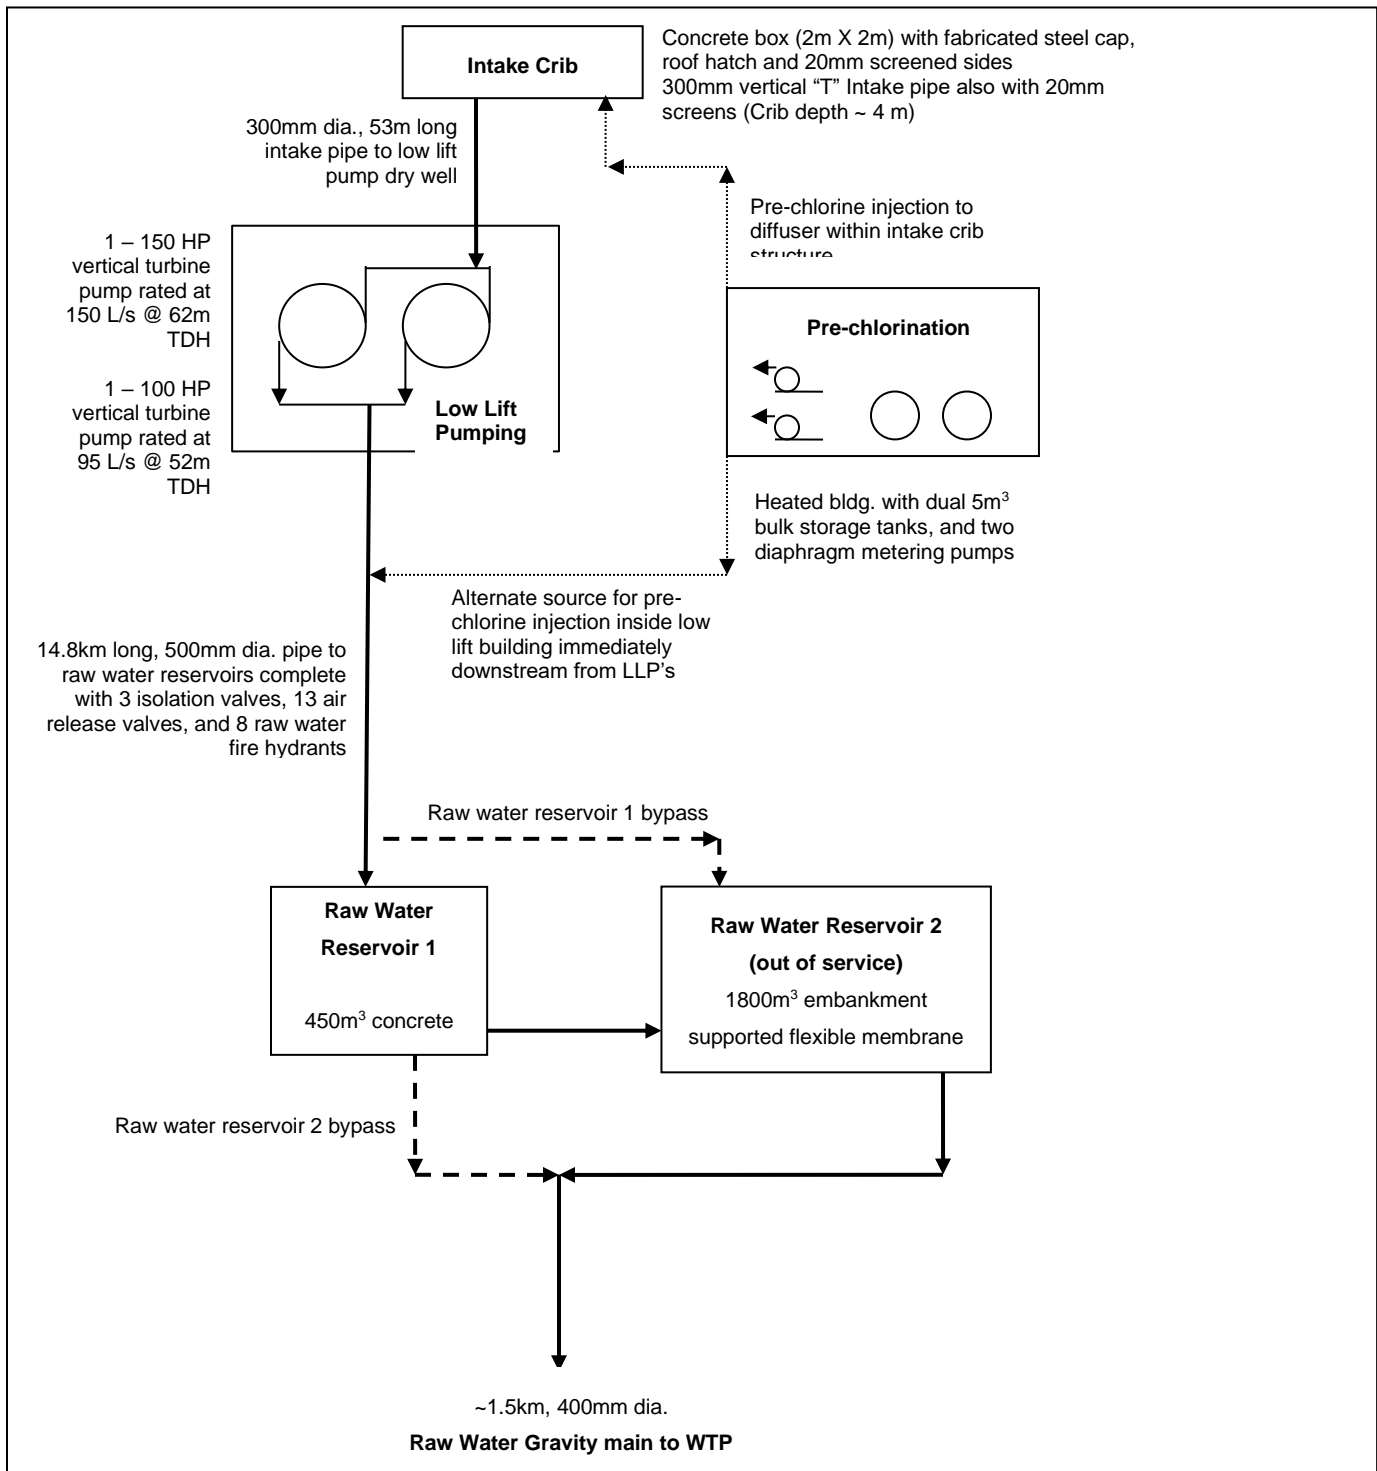 Intake Crib
Concrete box (2m X 2m) with fabricated steel cap,
roof hatch and 20mm screened sides
300mm vertical “T” Intake pipe also with 20mm
screens (Crib depth ~ 4 m)
300mm dia., 53m long
intake pipe to low lift
pump dry well
Pre-chlorine injection to
diffuser within intake crib
structure
1 – 150 HP
vertical turbine
pump rated at
150 L/s @ 62m
TDH
1 – 100 HP
vertical turbine
pump rated at
95 L/s @ 52m
TDH
Low Lift
Pumping
Pre-chlorination
Heated bldg. with dual 5m³
bulk storage tanks, and two
diaphragm metering pumps
Alternate source for pre-
chlorine injection inside low
lift building immediately
downstream from LLP’s
14.8km long, 500mm dia. pipe to
raw water reservoirs complete
with 3 isolation valves, 13 air
release valves, and 8 raw water
fire hydrants
Raw water reservoir 1 bypass
Raw Water
Reservoir 1
450m³ concrete
Raw Water Reservoir 2
(out of service)
1800m³ embankment
supported flexible membrane
Raw water reservoir 2 bypass
~1.5km, 400mm dia.
Raw Water Gravity main to WTP